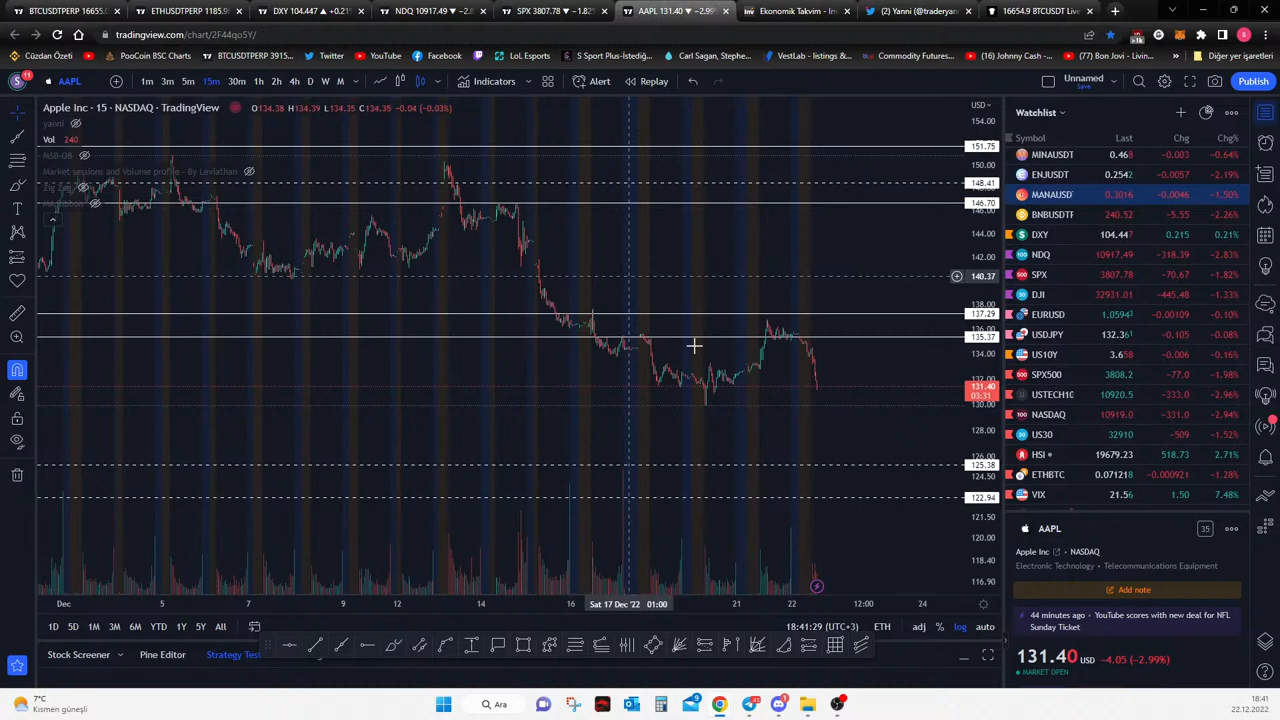 BTCUSDTPERP 16655.0
ETHUSDTPERP 1185.90
DXY 104.447 ▲ +0.21
NDQ 10917.49 ▼ −2.8
SPX 3807.78 ▼ −1.82%
AAPL 131.40 ▼ −2.99%
Ekonomik Takvim - Inv
(2) Yanni (@traderyan
16654.9 BTCUSDT Live
tradingview.com/chart/2F44qo5Y/
Cüzdan Özeti
BTCUSDTPERP 3915...
Twitter
YouTube
Facebook
LoL Esports
S Sport Plus-İstediğ...
Carl Sagan, Stephe...
VestLab - listings &...
Commodity Futures...
(16) Johnny Cash -...
(70) Bon Jovi - It's...
Diğer yer işaretleri
11
AAPL
1m 3m 5m 15m 30m 1h 2h 4h D W M
Indicators
Alert
Replay
Unnamed
Save
Publish
Apple Inc · 15 · NASDAQ · TradingView
O134.38 H134.39 L134.35 C134.35 −0.04 (−0.03%)
yanni
Vol 240
MSB-OB
Market sessions and Volume profile - By Leviathan
Zig Zag
USD
154.00
151.75
150.00
148.41
146.70
146.00
144.00
142.00
140.37
138.00
137.29
136.00
135.37
134.00
132.00
131.40
03:31
130.00
128.00
126.00
125.38
124.50
122.94
121.50
120.00
118.40
116.90
Dec 5 7 9 12 14 16 Sat 17 Dec '22 01:00 21 22 12:00 24
1D 5D 1M 3M 6M YTD 1Y 5Y All
18:41:29 (UTC+3)
ETH
adj % log auto
Stock Screener
Pine Editor
Strategy Test
Watchlist
Symbol Last Chg Chg%
MINAUSDT 0.468 −0.003 −0.64%
ENJUSDT 0.2542 −0.0057 −2.19%
MANAUSD 0.3016 −0.0046 −1.50%
BNBUSDTF 240.52 −5.55 −2.26%
DXY 104.447 0.215 0.21%
NDQ 10917.49 −318.39 −2.83%
SPX 3807.78 −70.67 −1.82%
DJI 32931.01 −445.48 −1.33%
EURUSD 1.05943 −0.00109 −0.10%
USDJPY 132.361 −0.105 −0.08%
US10Y 3.658 −0.006 −0.16%
SPX500 3808.2 −77.0 −1.98%
USTECH10 10920.5 −333.0 −2.96%
NASDAQ 10919.0 −331.0 −2.94%
US30 32910 −509 −1.52%
HSI 19679.23 518.73 2.71%
ETHBTC 0.071218 −0.000921 −1.28%
VIX 21.56 1.50 7.48%
AAPL
35
Apple Inc • NASDAQ
Electronic Technology • Telecommunications Equipment
Add note
44 minutes ago • YouTube scores with new deal for NFL
Sunday Ticket
131.40 USD −4.05 (−2.99%)
MARKET OPEN
7°C
Kısmen güneşli
Ara
18:41
22.12.2022